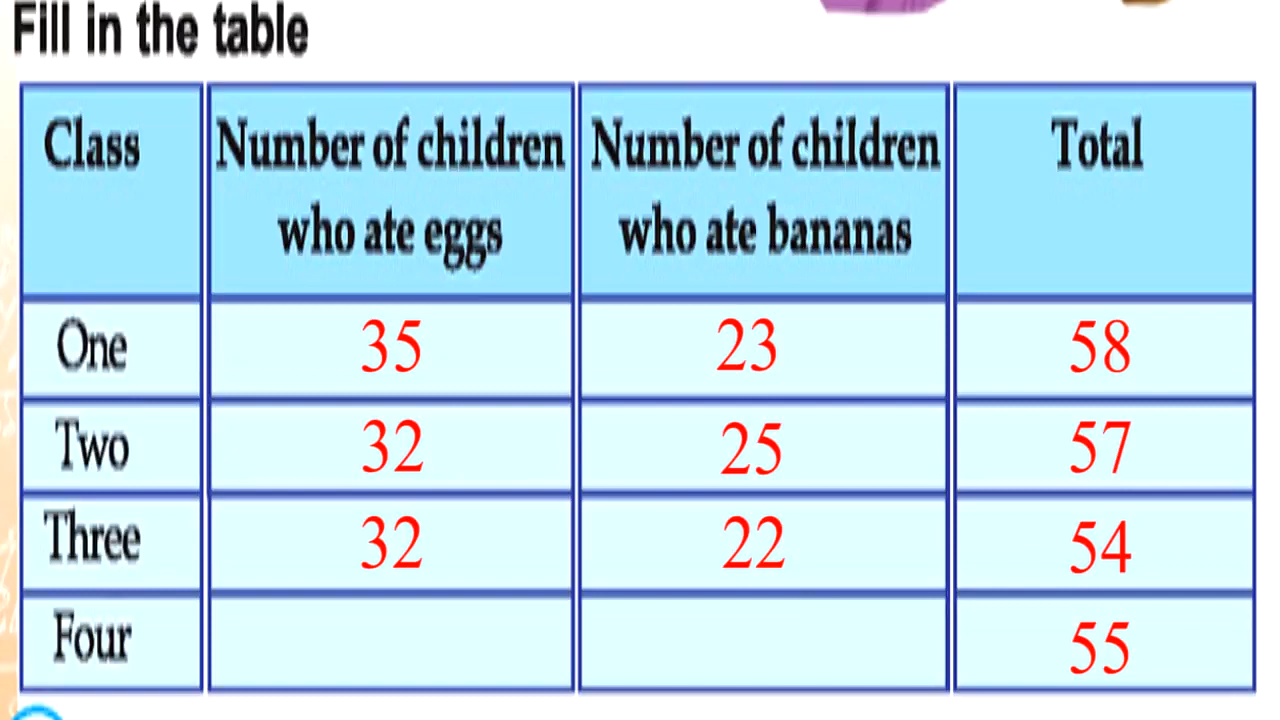 Fill in the table
Class Number of children who ate eggs Number of children who ate bananas Total
One 35 23 58
Two 32 25 57
Three 32 22 54
Four 55